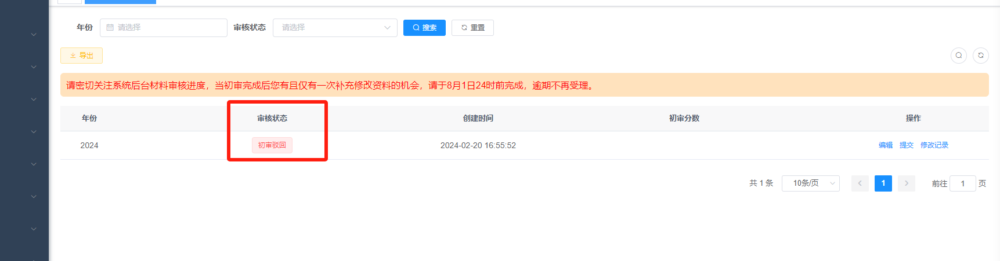 年份 请选择 审核状态 请选择 搜索 重置
导出
请密切关注系统后台材料审核进度，当初审完成后您有且仅有一次补充修改资料的机会，请于8月1日24时前完成，逾期不再受理。
年份 审核状态 创建时间 初审分数 操作
2024 初审驳回 2024-02-20 16:55:52 编辑 提交 修改记录
共 1 条 10条/页 1 前往 1 页